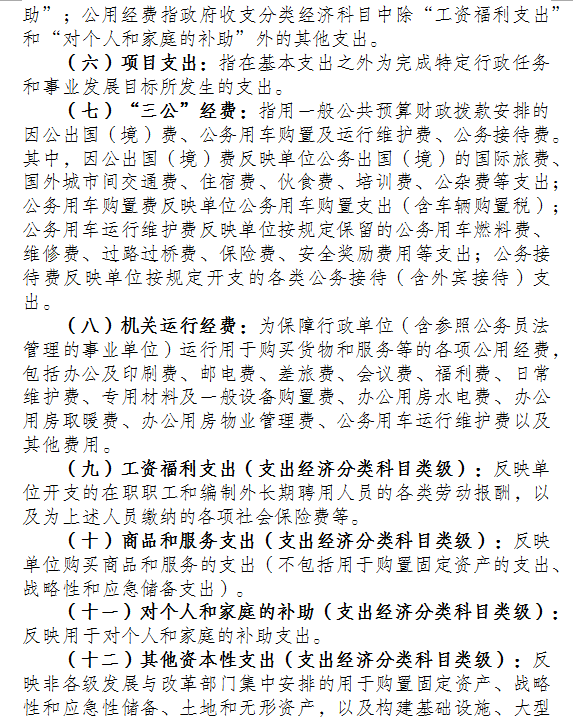 助”；公用经费指政府收支分类经济科目中除“工资福利支出”
和“对个人和家庭的补助”外的其他支出。
（六）项目支出：指在基本支出之外为完成特定行政任务
和事业发展目标所发生的支出。
（七）“三公”经费：指用一般公共预算财政拨款安排的
因公出国（境）费、公务用车购置及运行维护费、公务接待费。
其中，因公出国（境）费反映单位公务出国（境）的国际旅费、
国外城市间交通费、住宿费、伙食费、培训费、公杂费等支出；
公务用车购置费反映单位公务用车购置支出（含车辆购置税）；
公务用车运行维护费反映单位按规定保留的公务用车燃料费、
维修费、过路过桥费、保险费、安全奖励费用等支出；公务接
待费反映单位按规定开支的各类公务接待（含外宾接待）支
出。
（八）机关运行经费：为保障行政单位（含参照公务员法
管理的事业单位）运行用于购买货物和服务等的各项公用经费，
包括办公及印刷费、邮电费、差旅费、会议费、福利费、日常
维护费、专用材料及一般设备购置费、办公用房水电费、办公
用房取暖费、办公用房物业管理费、公务用车运行维护费以及
其他费用。
（九）工资福利支出（支出经济分类科目类级）：反映单
位开支的在职职工和编制外长期聘用人员的各类劳动报酬，以
及为上述人员缴纳的各项社会保险费等。
（十）商品和服务支出（支出经济分类科目类级）：反映
单位购买商品和服务的支出（不包括用于购置固定资产的支出、
战略性和应急储备支出）。
（十一）对个人和家庭的补助（支出经济分类科目类级）：
反映用于对个人和家庭的补助支出。
（十二）其他资本性支出（支出经济分类科目类级）：反
映非各级发展与改革部门集中安排的用于购置固定资产、战略
性和应急性储备、土地和无形资产，以及构建基础设施、大型